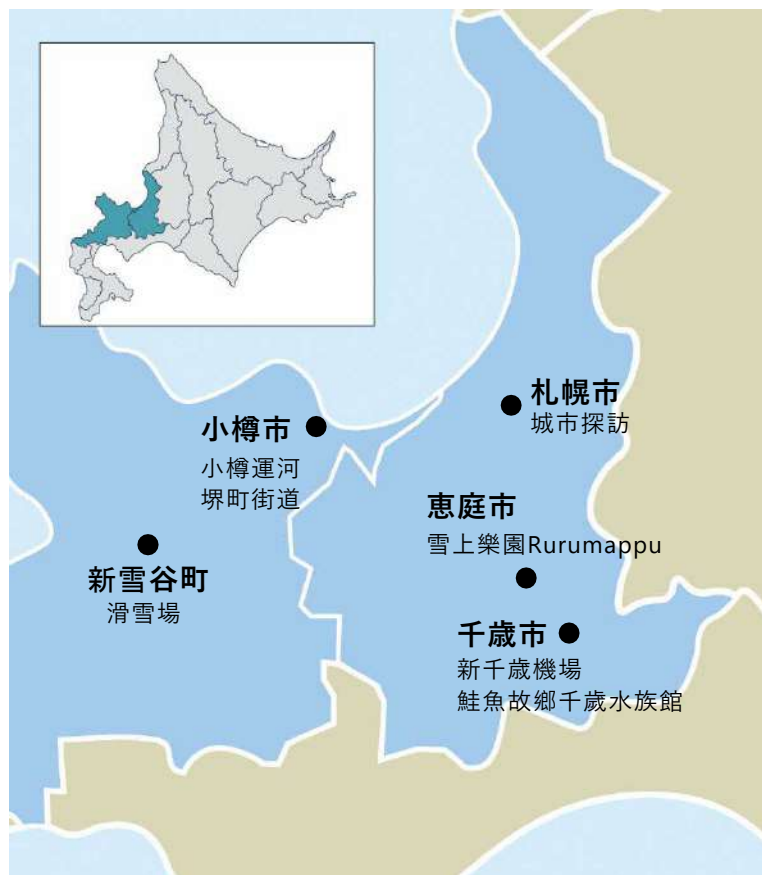 札幌市
城市探訪
小樽市
小樽運河
堺町街道
恵庭市
雪上樂園Rurumappu
新雪谷町
滑雪場
千歳市
新千歳機場
鮭魚故鄉千歲水族館